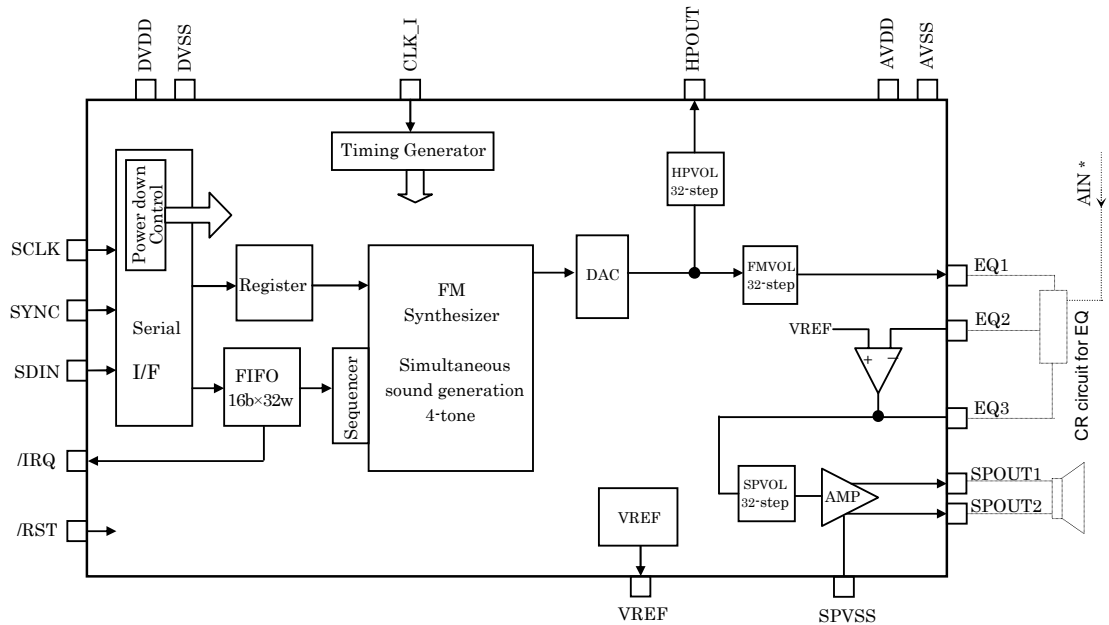 DVDD
DVSS
CLK_I
HPOUT
AVDD
AVSS
Timing Generator
HPVOL
32-step
AIN *
Power down
Control
SCLK
SYNC
SDIN
/IRQ
/RST
Serial
I/F
Register
FIFO
16b×32w
Sequencer
FM
Synthesizer
Simultaneous
sound generation
4-tone
DAC
FMVOL
32-step
EQ1
VREF
+ −
EQ2
EQ3
CR circuit for EQ
SPVOL
32-step
AMP
SPOUT1
SPOUT2
VREF
VREF
SPVSS